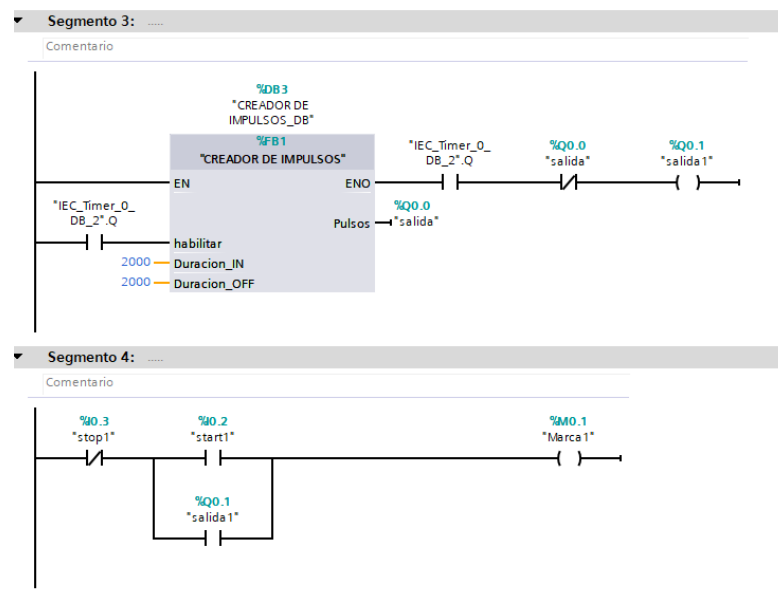 Segmento 3: .....
Comentario
%DB3
"CREADOR DE
IMPULSOS_DB"
%FB1
"CREADOR DE IMPULSOS"
EN
ENO
"IEC_Timer_0_
DB_2".Q
%Q0.0
"salida"
%Q0.1
"salida1"
"IEC_Timer_0_
DB_2".Q
habilitar
Pulsos
%Q0.0
"salida"
2000
Duracion_IN
2000
Duracion_OFF
Segmento 4: .....
Comentario
%I0.3
"stop1"
%I0.2
"start1"
%M0.1
"Marca1"
%Q0.1
"salida1"